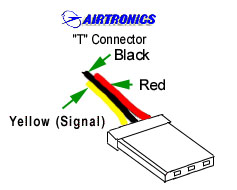 AIRTRONICS
"T" Connector
Black
Red
Yellow (Signal)